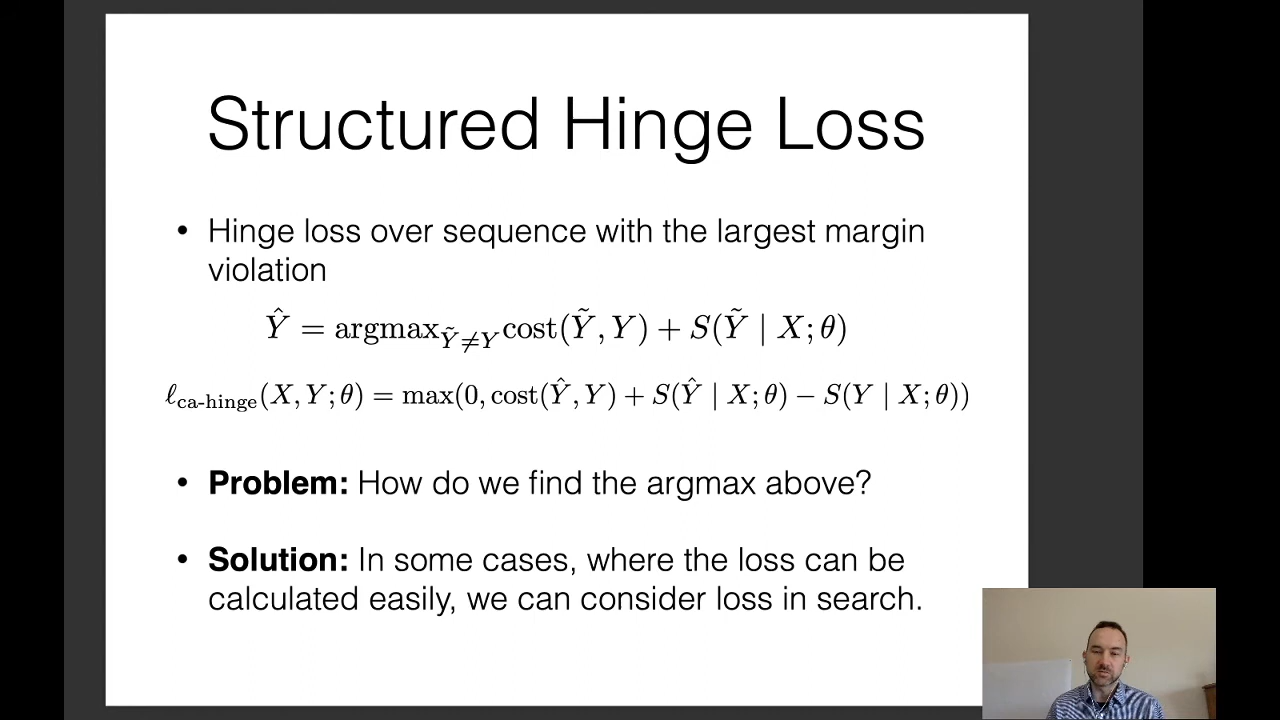 Structured Hinge Loss
• Hinge loss over sequence with the largest margin
violation
Ŷ = argmax_{Ỹ≠Y} cost(Ỹ, Y) + S(Ỹ | X; θ)
ℓ_{ca-hinge}(X, Y; θ) = max(0, cost(Ŷ, Y) + S(Ŷ | X; θ) − S(Y | X; θ))
• Problem: How do we find the argmax above?
• Solution: In some cases, where the loss can be
calculated easily, we can consider loss in search.